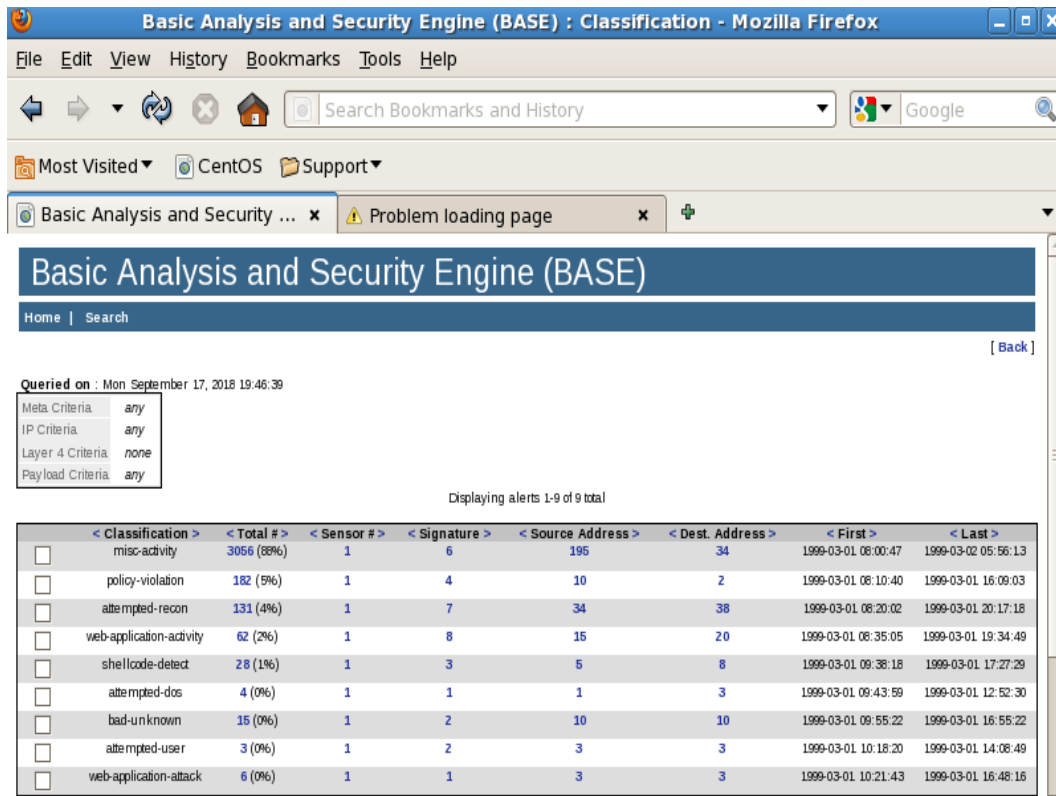 Basic Analysis and Security Engine (BASE) : Classification - Mozilla Firefox
File Edit View History Bookmarks Tools Help
Search Bookmarks and History Google
Most Visited CentOS Support
Basic Analysis and Security ... Problem loading page
Basic Analysis and Security Engine (BASE)
Home | Search
[ Back ]
Queried on : Mon September 17, 2018 19:46:39
Meta Criteria any
IP Criteria any
Layer 4 Criteria none
Payload Criteria any
Displaying alerts 1-9 of 9 total
< Classification > < Total # > < Sensor # > < Signature > < Source Address > < Dest. Address > < First > < Last >
misc-activity 3056 (88%) 1 6 195 34 1999-03-01 08:00:47 1999-03-02 05:56:13
policy-violation 182 (5%) 1 4 10 2 1999-03-01 08:10:40 1999-03-01 16:09:03
attempted-recon 131 (4%) 1 7 34 38 1999-03-01 08:20:02 1999-03-01 20:17:18
web-application-activity 62 (2%) 1 8 15 20 1999-03-01 08:35:05 1999-03-01 19:34:49
shellcode-detect 28 (1%) 1 3 5 8 1999-03-01 09:38:18 1999-03-01 17:27:29
attempted-dos 4 (0%) 1 1 1 3 1999-03-01 09:43:59 1999-03-01 12:52:30
bad-unknown 15 (0%) 1 2 10 10 1999-03-01 09:55:22 1999-03-01 16:55:22
attempted-user 3 (0%) 1 2 3 3 1999-03-01 10:18:20 1999-03-01 14:08:49
web-application-attack 6 (0%) 1 1 3 3 1999-03-01 10:21:43 1999-03-01 16:48:16